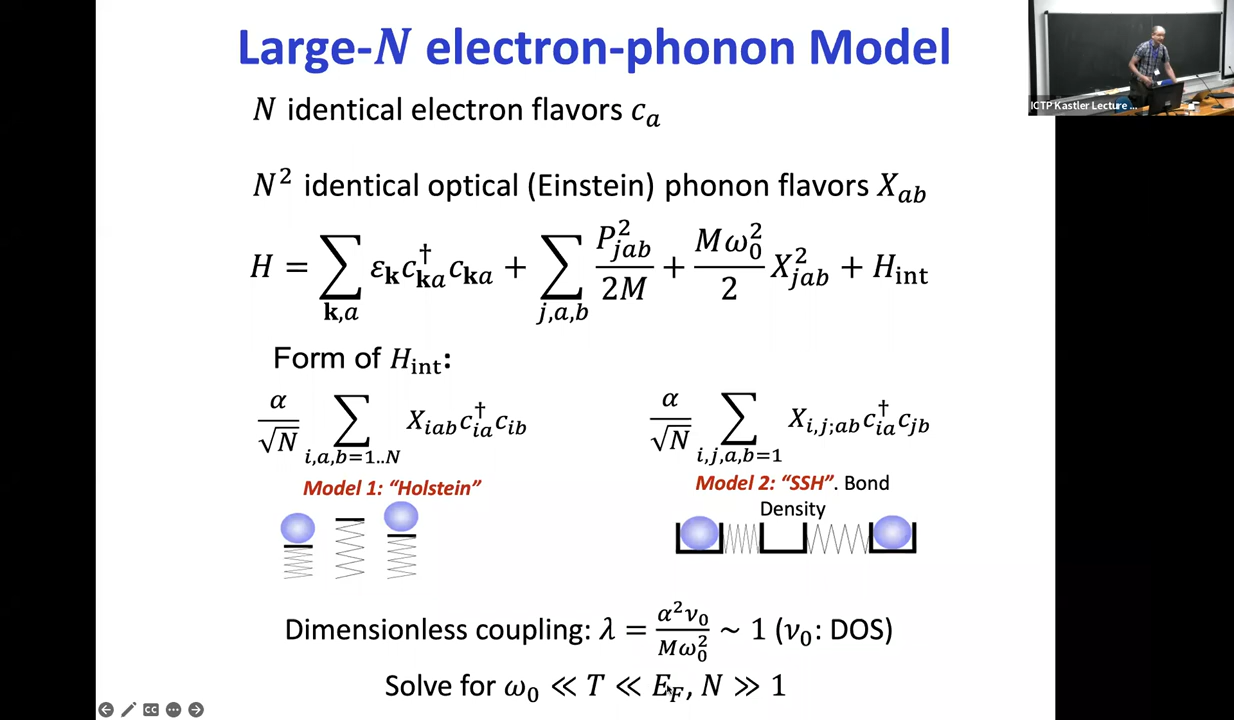 Large-N electron-phonon Model
ICTP Kastler Lecture ...
N identical electron flavors c_a
N² identical optical (Einstein) phonon flavors X_ab
H = ∑_{k,a} ε_k c†_{ka} c_{ka} + ∑_{j,a,b} P²_{jab}/2M + Mω₀²/2 X²_{jab} + H_int
Form of H_int:
α/√N ∑_{i,a,b=1..N} X_{iab} c†_{ia} c_{ib}
Model 1: “Holstein”
α/√N ∑_{i,j,a,b=1} X_{i,j;ab} c†_{ia} c_{jb}
Model 2: “SSH”. Bond
Density
Dimensionless coupling: λ = α²ν₀/Mω₀² ~ 1 (ν₀: DOS)
Solve for ω₀ ≪ T ≪ E_F, N ≫ 1